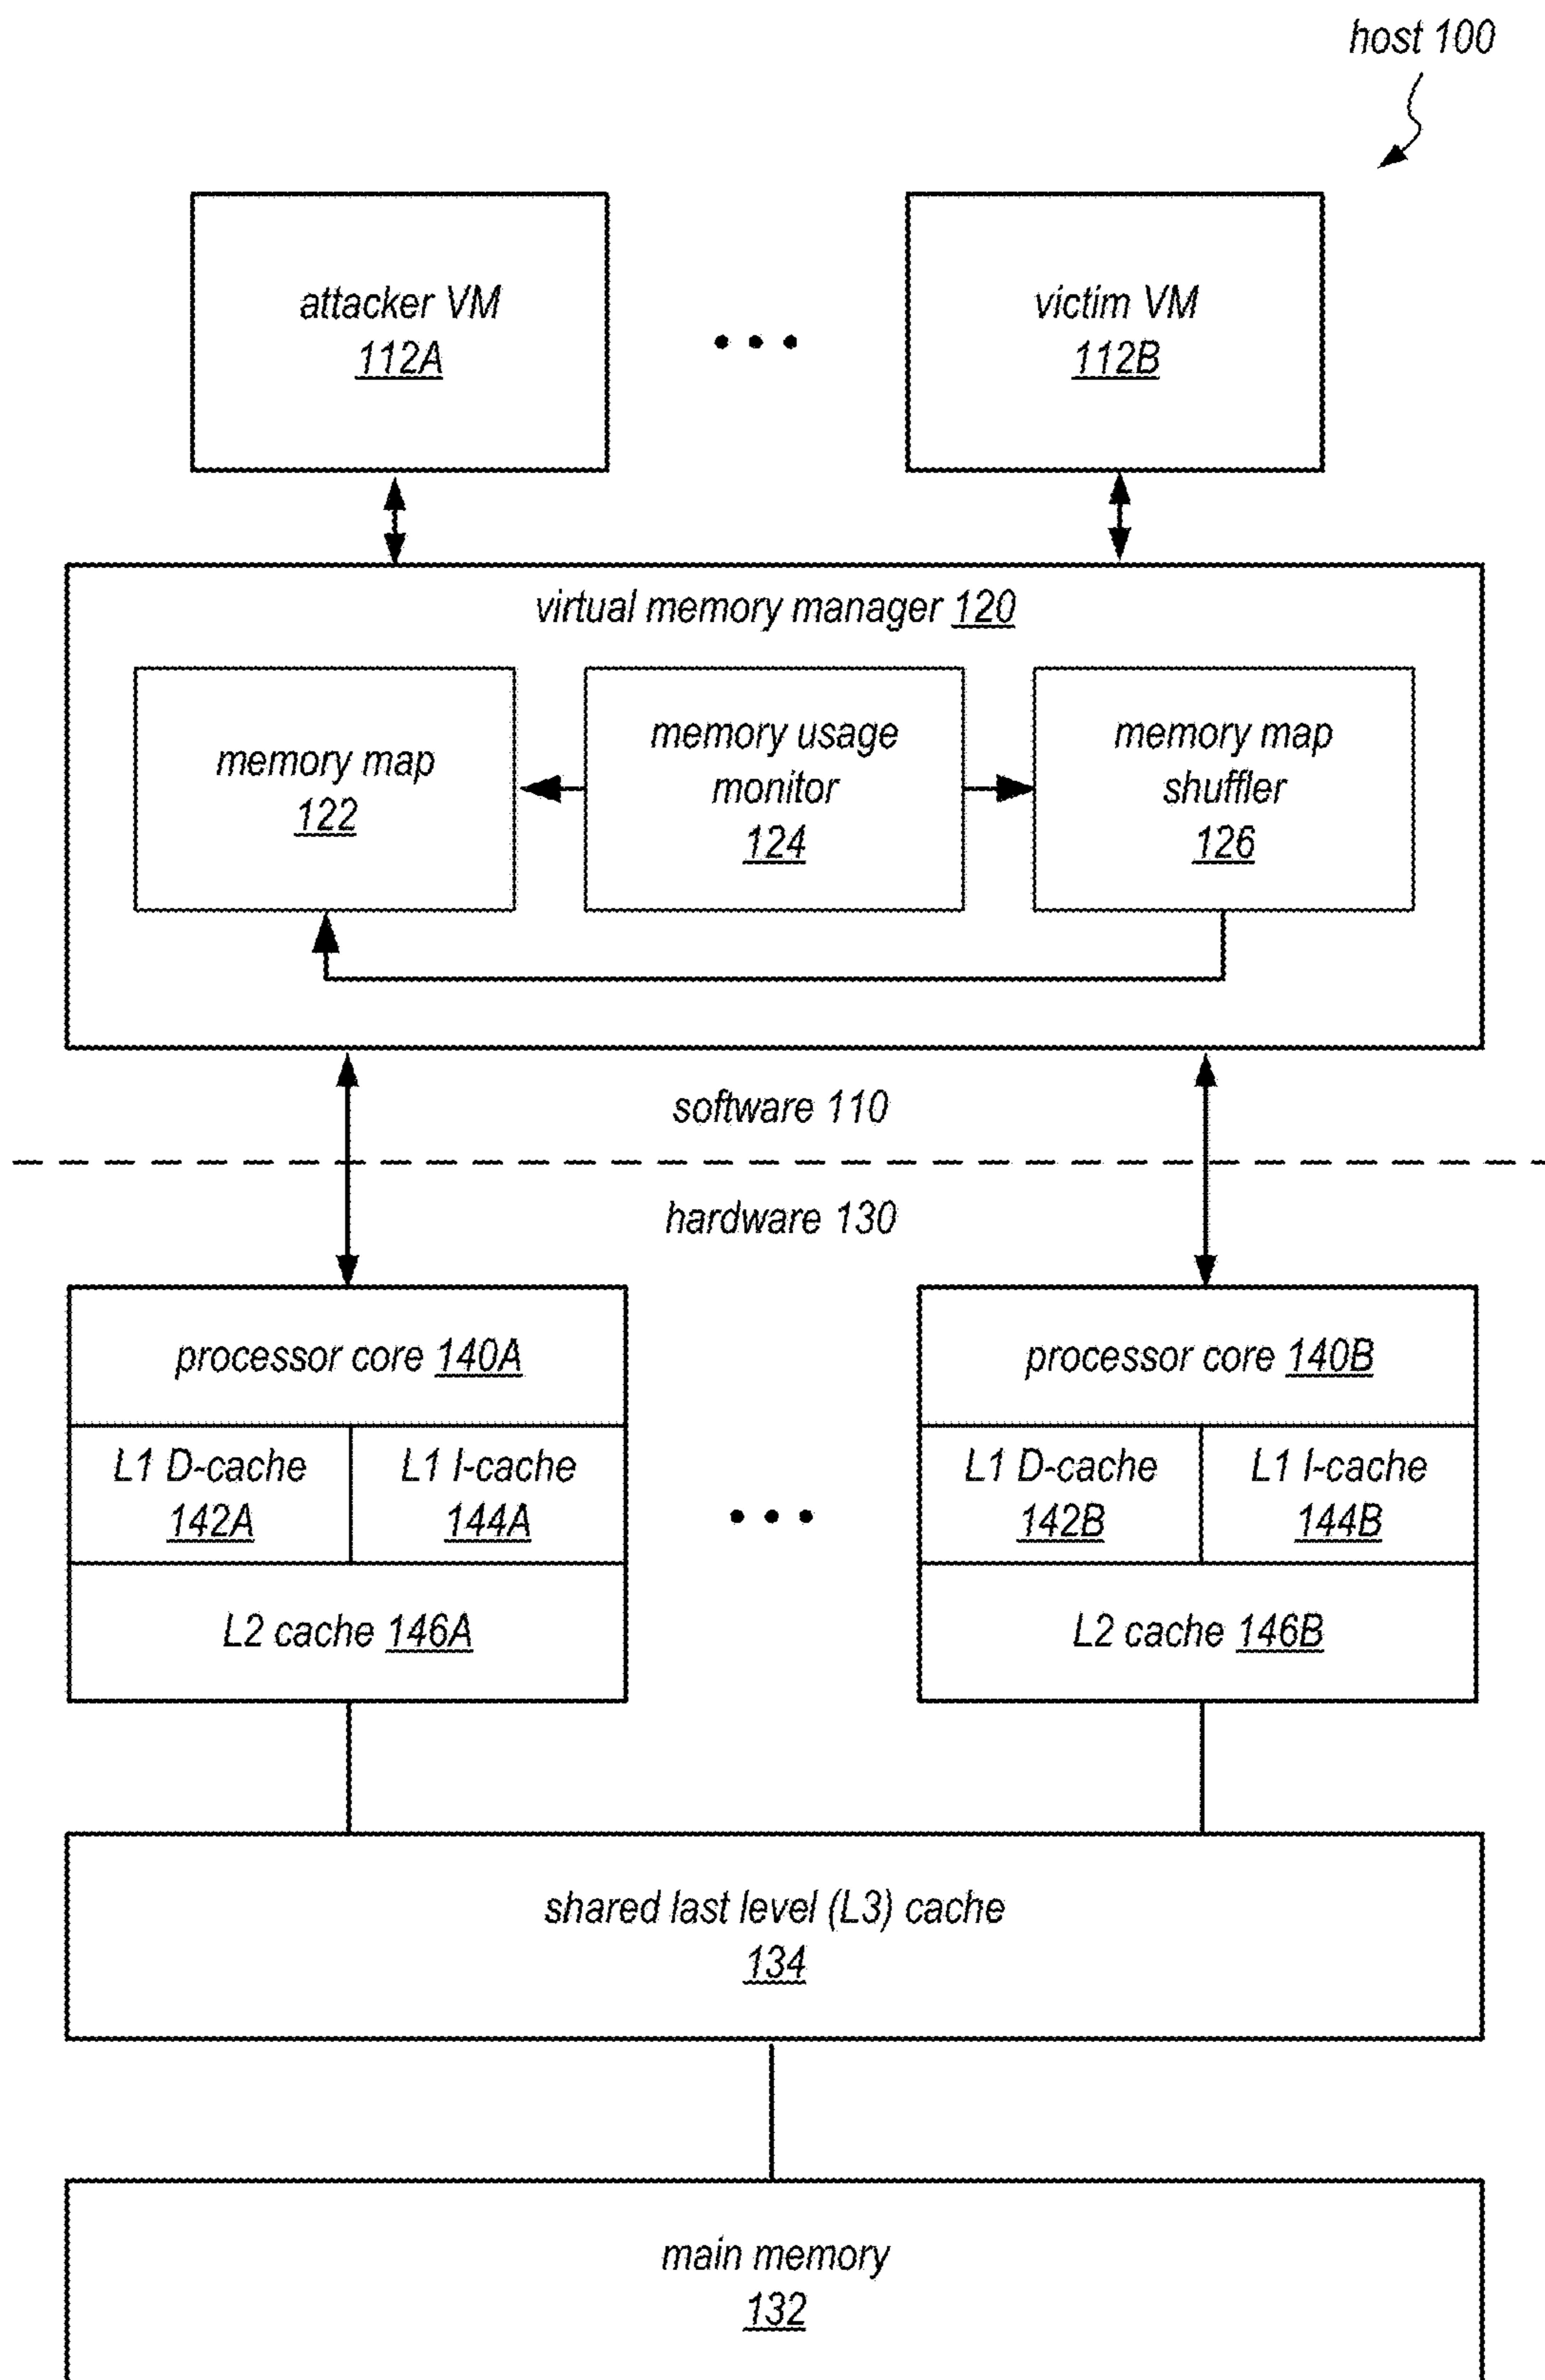 host 100
attacker VM
112A
victim VM
112B
virtual memory manager 120
memory map
122
memory usage
monitor
124
memory map
shuffler
126
software 110
hardware 130
processor core 140A
L1 D-cache
142A
L1 I-cache
144A
L2 cache 146A
processor core 140B
L1 D-cache
142B
L1 I-cache
144B
L2 cache 146B
shared last level (L3) cache
134
main memory
132